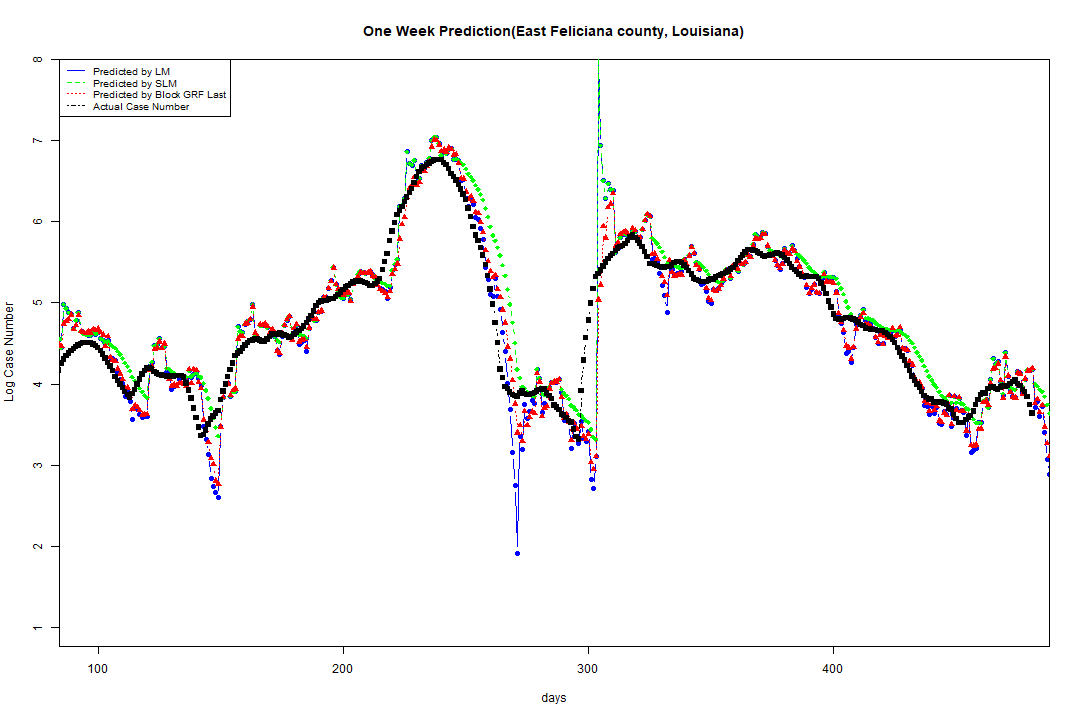 One Week Prediction(East Feliciana county, Louisiana)
Predicted by LM
Predicted by SLM
Predicted by Block GRF Last
Actual Case Number
Log Case Number
8
7
6
5
4
3
2
1
100 200 300 400
days